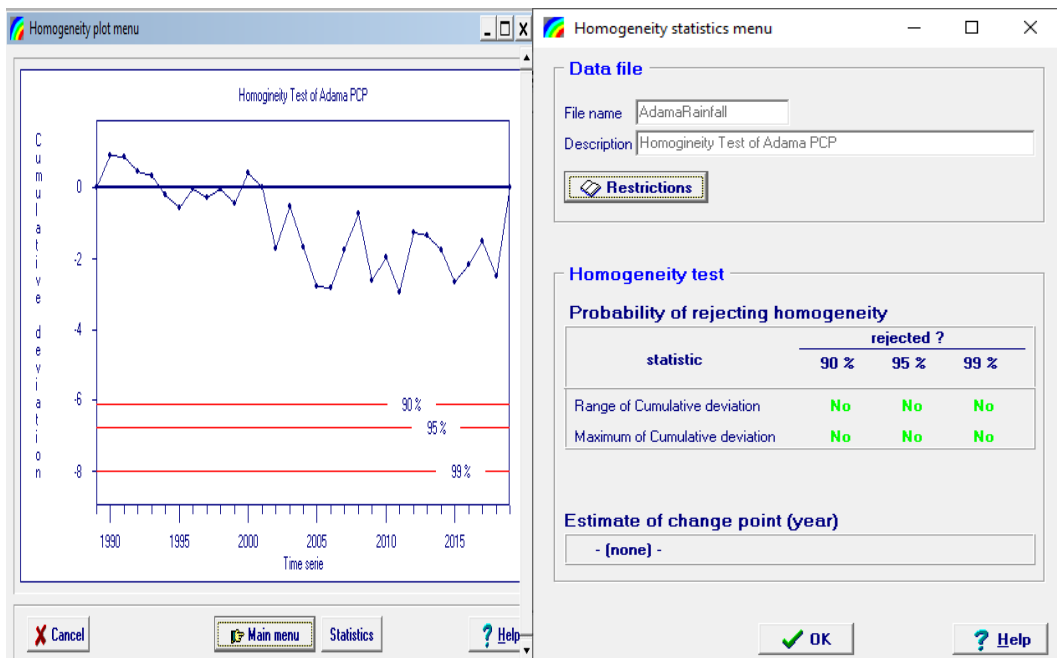 Homogeneity plot menu
Homogineity Test of Adama PCP
Cumulative deviation
0
-2
-4
-6
-8
90 %
95 %
99 %
1990 1995 2000 2005 2010 2015
Time serie
Cancel
Main menu
Statistics
Help
Homogeneity statistics menu
Data file
File name AdamaRainfall
Description Homogineity Test of Adama PCP
Restrictions
Homogeneity test
Probability of rejecting homogeneity
rejected ?
statistic 90 % 95 % 99 %
Range of Cumulative deviation No No No
Maximum of Cumulative deviation No No No
Estimate of change point (year)
- (none) -
OK
Help